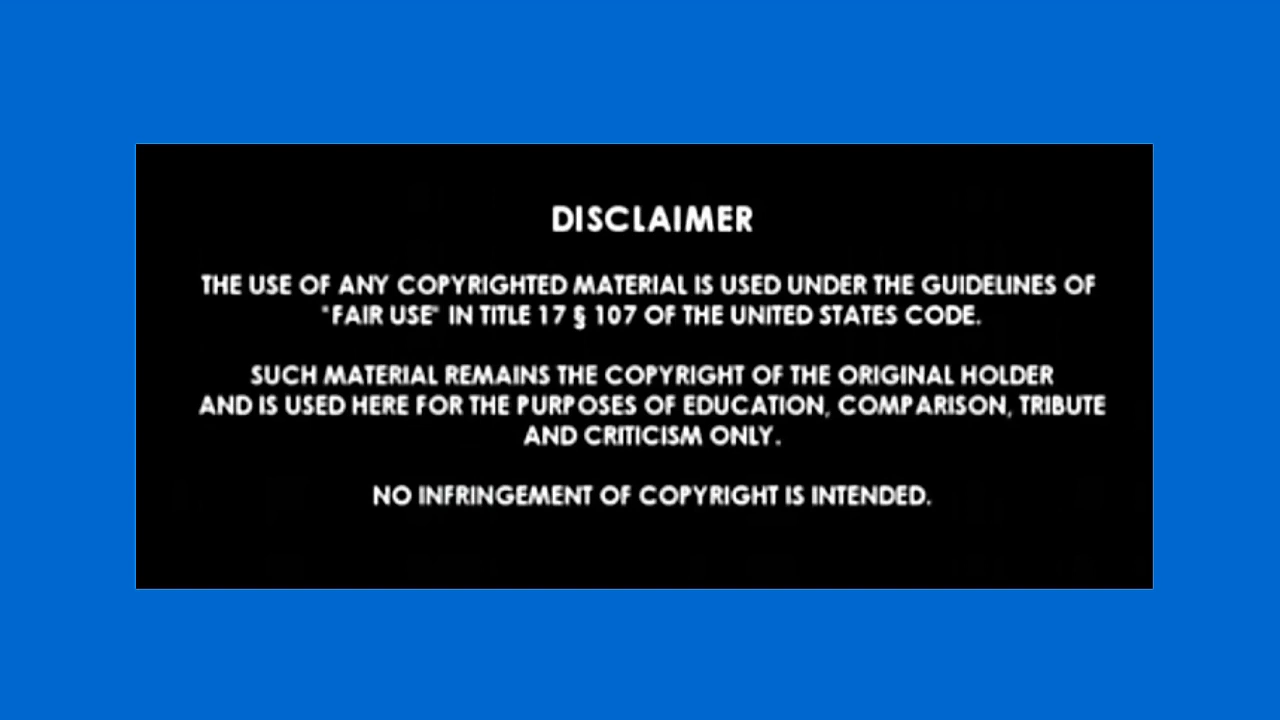 DISCLAIMER
THE USE OF ANY COPYRIGHTED MATERIAL IS USED UNDER THE GUIDELINES OF
"FAIR USE" IN TITLE 17 § 107 OF THE UNITED STATES CODE.
SUCH MATERIAL REMAINS THE COPYRIGHT OF THE ORIGINAL HOLDER
AND IS USED HERE FOR THE PURPOSES OF EDUCATION, COMPARISON, TRIBUTE
AND CRITICISM ONLY.
NO INFRINGEMENT OF COPYRIGHT IS INTENDED.